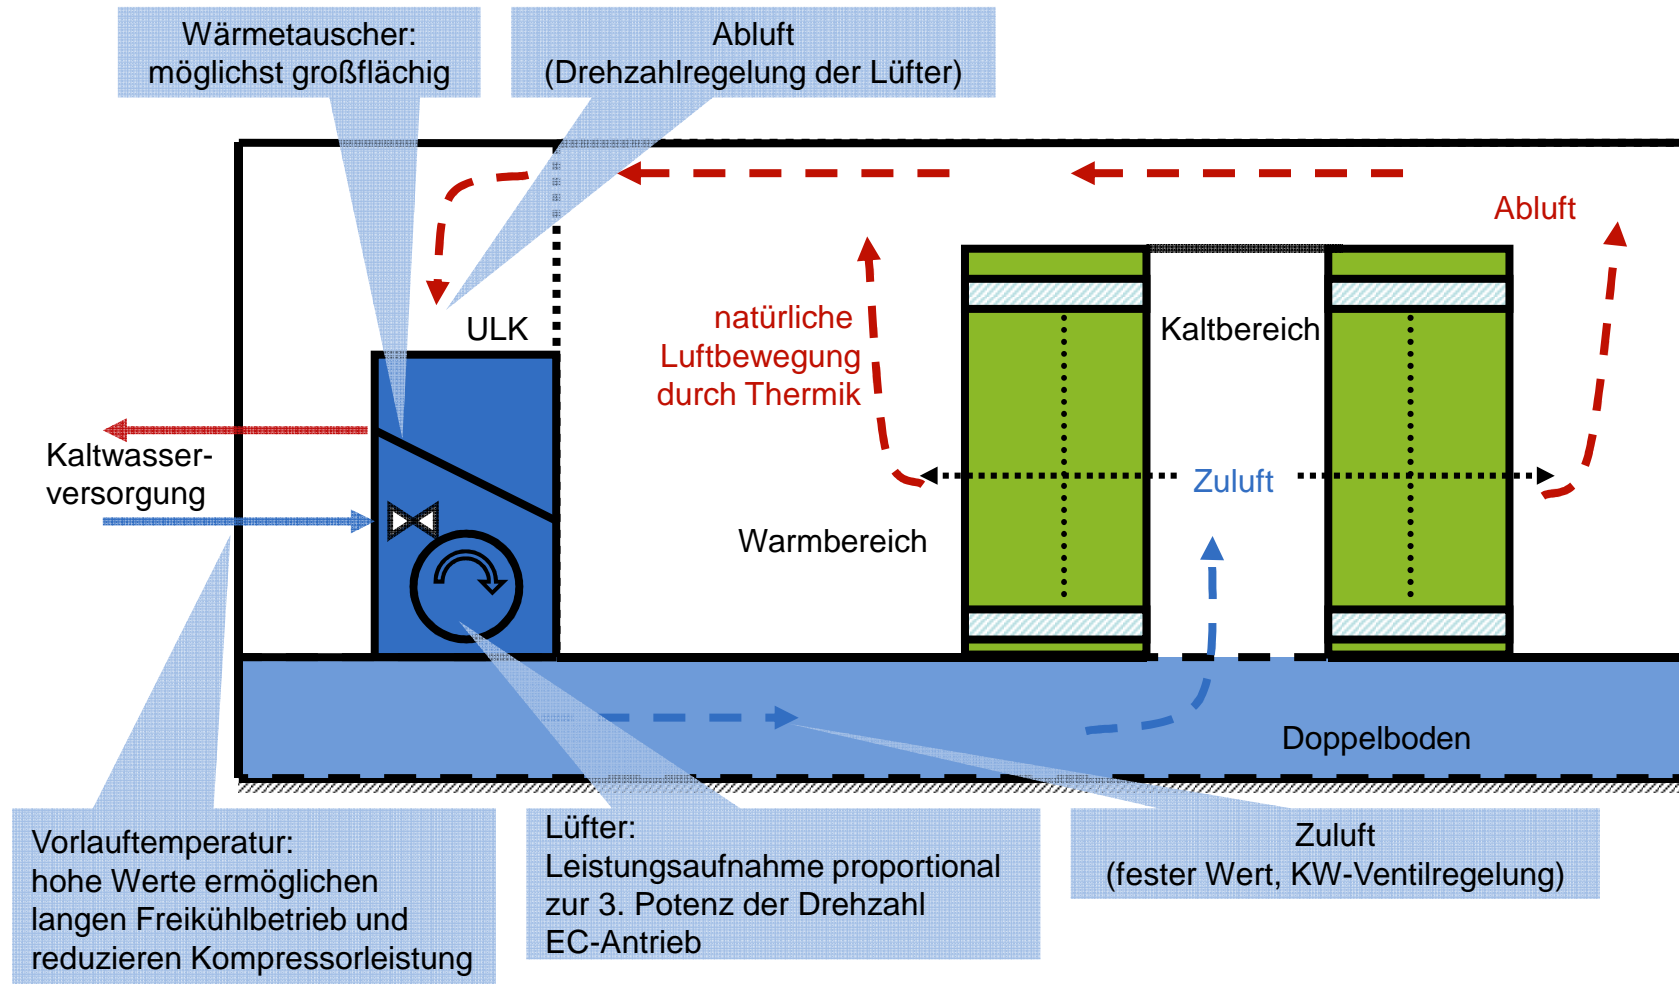 Wärmetauscher:
möglichst großflächig
Abluft
(Drehzahlregelung der Lüfter)
Abluft
ULK
natürliche
Luftbewegung
durch Thermik
Kaltbereich
Kaltwasser-
versorgung
Zuluft
Warmbereich
Doppelboden
Vorlauftemperatur:
hohe Werte ermöglichen
langen Freikühlbetrieb und
reduzieren Kompressorleistung
Lüfter:
Leistungsaufnahme proportional
zur 3. Potenz der Drehzahl
EC-Antrieb
Zuluft
(fester Wert, KW-Ventilregelung)